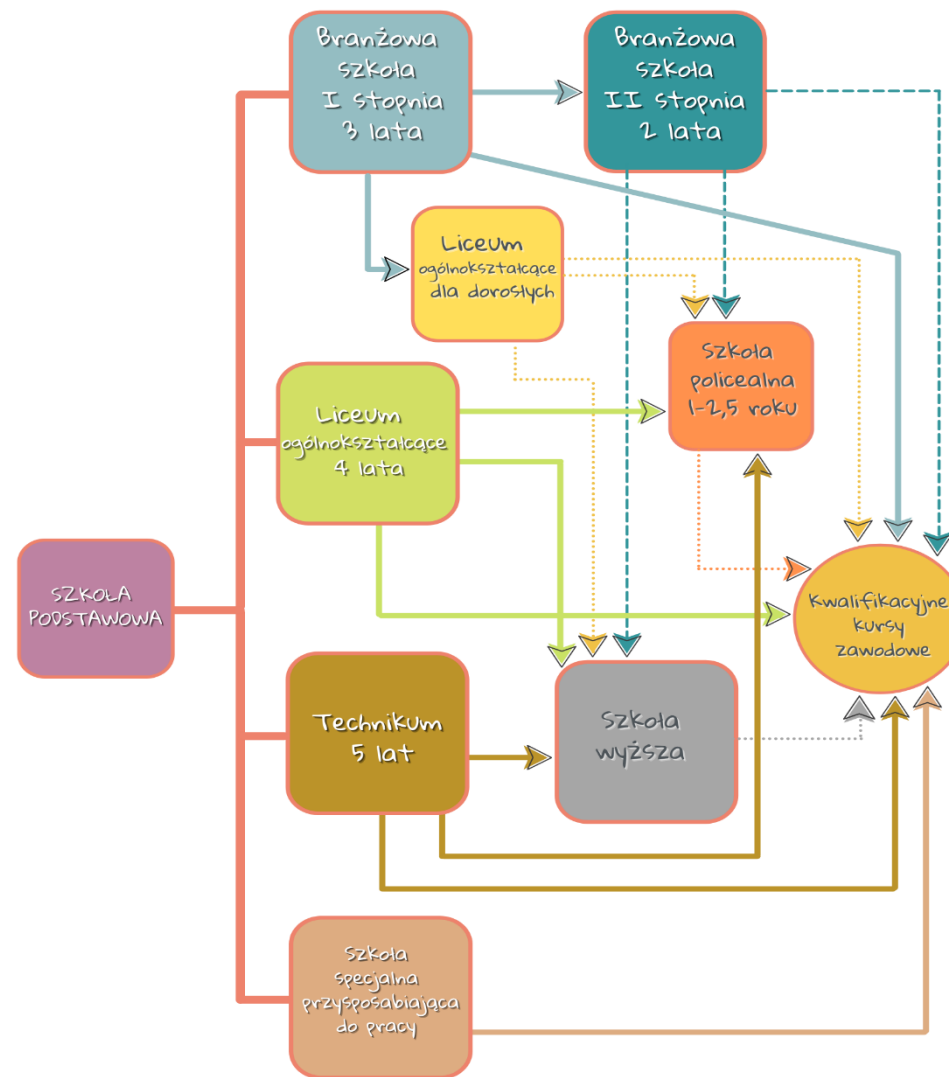 Branżowa
szkoła
I stopnia
3 lata
Branżowa
szkoła
II stopnia
2 lata
Liceum
ogólnokształcące
dla dorosłych
Szkoła
policealna
1-2,5 roku
Liceum
ogólnokształcące
4 lata
SZKOŁA
PODSTAWOWA
Kwalifikacyjne
kursy
zawodowe
Technikum
5 lat
Szkoła
wyższa
Szkoła
specjalna
przysposabiająca
do pracy